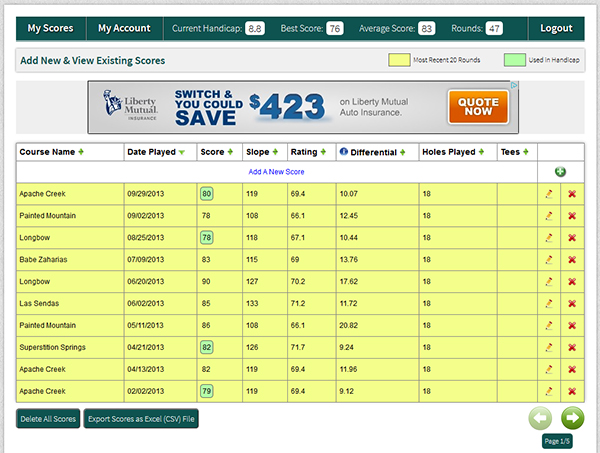 My Scores My Account Current Handicap: 8.8 Best Score: 76 Average Score: 83 Rounds: 47 Logout
Add New & View Existing Scores Most Recent 20 Rounds Used In Handicap
Liberty Mutual. INSURANCE SWITCH & YOU COULD SAVE $423 on Liberty Mutual Auto Insurance. QUOTE NOW
Course Name Date Played Score Slope Rating Differential Holes Played Tees
Add A New Score
Apache Creek 09/29/2013 80 119 69.4 10.07 18
Painted Mountain 09/02/2013 78 108 66.1 12.45 18
Longbow 08/25/2013 78 118 67.1 10.44 18
Babe Zaharias 07/09/2013 83 115 69 13.76 18
Longbow 06/20/2013 90 127 70.2 17.62 18
Las Sendas 06/02/2013 85 133 71.2 11.72 18
Painted Mountain 05/11/2013 86 108 66.1 20.82 18
Superstition Springs 04/21/2013 82 126 71.7 9.24 18
Apache Creek 04/13/2013 82 119 69.4 11.96 18
Apache Creek 02/02/2013 79 119 69.4 9.12 18
Delete All Scores Export Scores as Excel (CSV) File
Page 1/5